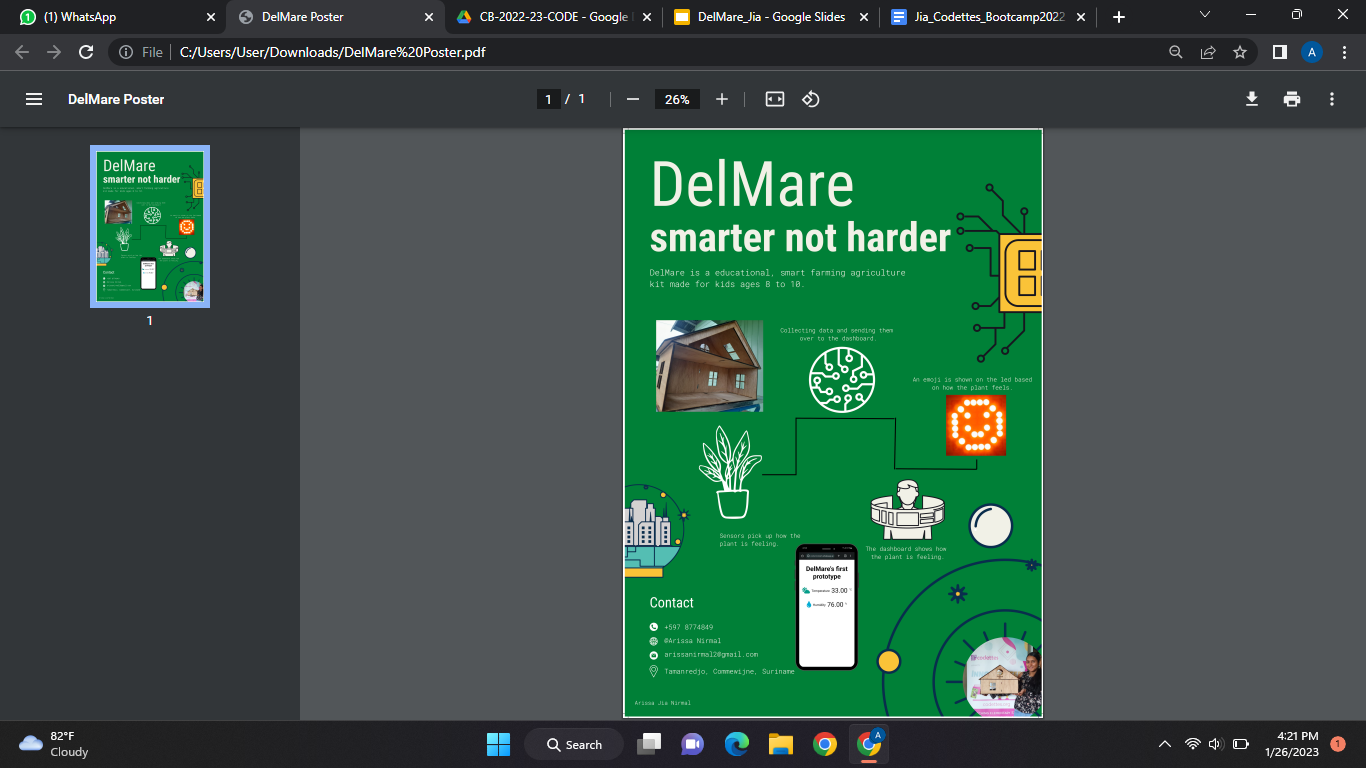 (1) WhatsApp
DelMare Poster
CB-2022-23-CODE - Google
DelMare_Jia - Google Slides
Jia_Codettes_Bootcamp2022
File
C:/Users/User/Downloads/DelMare%20Poster.pdf
A
DelMare Poster
1 / 1
26%
DelMare
smarter not harder
1
DelMare
smarter not harder
DelMare is a educational, smart farming agriculture
kit made for kids ages 8 to 10.
Collecting data and sending them
over to the dashboard.
An emoji is shown on the led based
on how the plant feels.
Sensors pick up how the
plant is feeling.
The dashboard shows how
the plant is feeling.
DelMare's first
prototype
Temperature 33.00
Humidity 76.00
Contact
+597 8774849
@Arissa Nirmal
arissanirmal2@gmail.com
Tamanredjo, Commewijne, Suriname
Arissa Jia Nirmal
82°F
Cloudy
Search
A
4:21 PM
1/26/2023
1